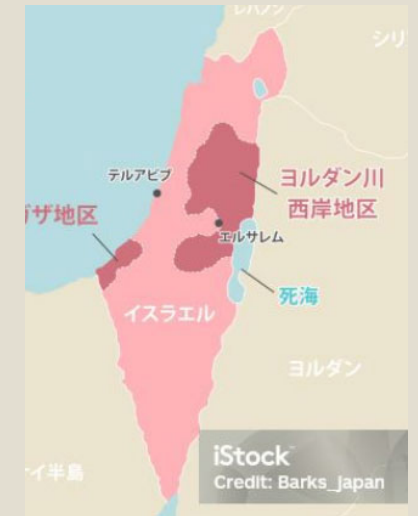 レバノン
シリ
テルアビブ
ヨルダン川
西岸地区
ガザ地区
エルサレム
死海
イスラエル
ヨルダン
イ半島
iStock
Credit: Barks_japan